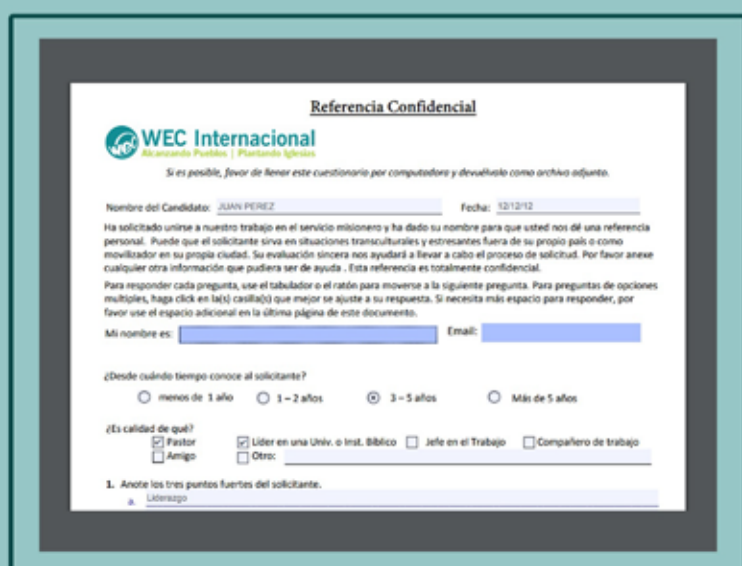 Referencia Confidencial
WEC Internacional
Alcanzando Pueblos | Plantando Iglesias
Si es posible, favor de llenar este cuestionario por computadora y devuélvalo como archivo adjunto.
Nombre del Candidato: JUAN PEREZ Fecha: 12/12/12
Ha solicitado unirse a nuestro trabajo en el servicio misionero y ha dado su nombre para que usted nos dé una referencia
personal. Puede que el solicitante sirva en situaciones transculturales y estresantes fuera de su propio país o como
movilizador en su propia ciudad. Su evaluación sincera nos ayudará a llevar a cabo el proceso de solicitud. Por favor anexe
cualquier otra información que pudiera ser de ayuda . Esta referencia es totalmente confidencial.
Para responder cada pregunta, use el tabulador o el ratón para moverse a la siguiente pregunta. Para preguntas de opciones
multiples, haga click en la(s) casilla(s) que mejor se ajuste a su respuesta. Si necesita más espacio para responder, por
favor use el espacio adicional en la última página de este documento.
Mi nombre es: Email:
¿Desde cuándo tiempo conoce al solicitante?
menos de 1 año 1 – 2 años 3 – 5 años Más de 5 años
¿Es calidad de qué?
Pastor Líder en una Univ. o Inst. Bíblico Jefe en el Trabajo Compañero de trabajo
Amigo Otro:
1. Anote los tres puntos fuertes del solicitante.
a. Liderazgo